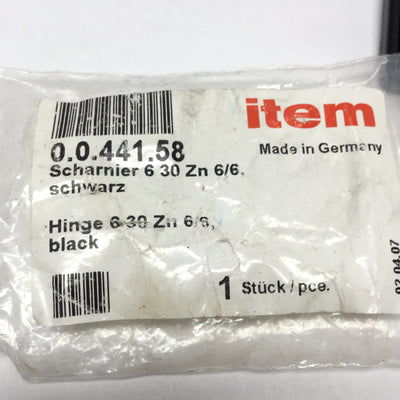 item
0.0.441.58
Made in Germany
Scharnier 6 30 Zn 6/6,
schwarz
Hinge 6 30 Zn 6/6,
black
1 Stück / pce.
03.04.07